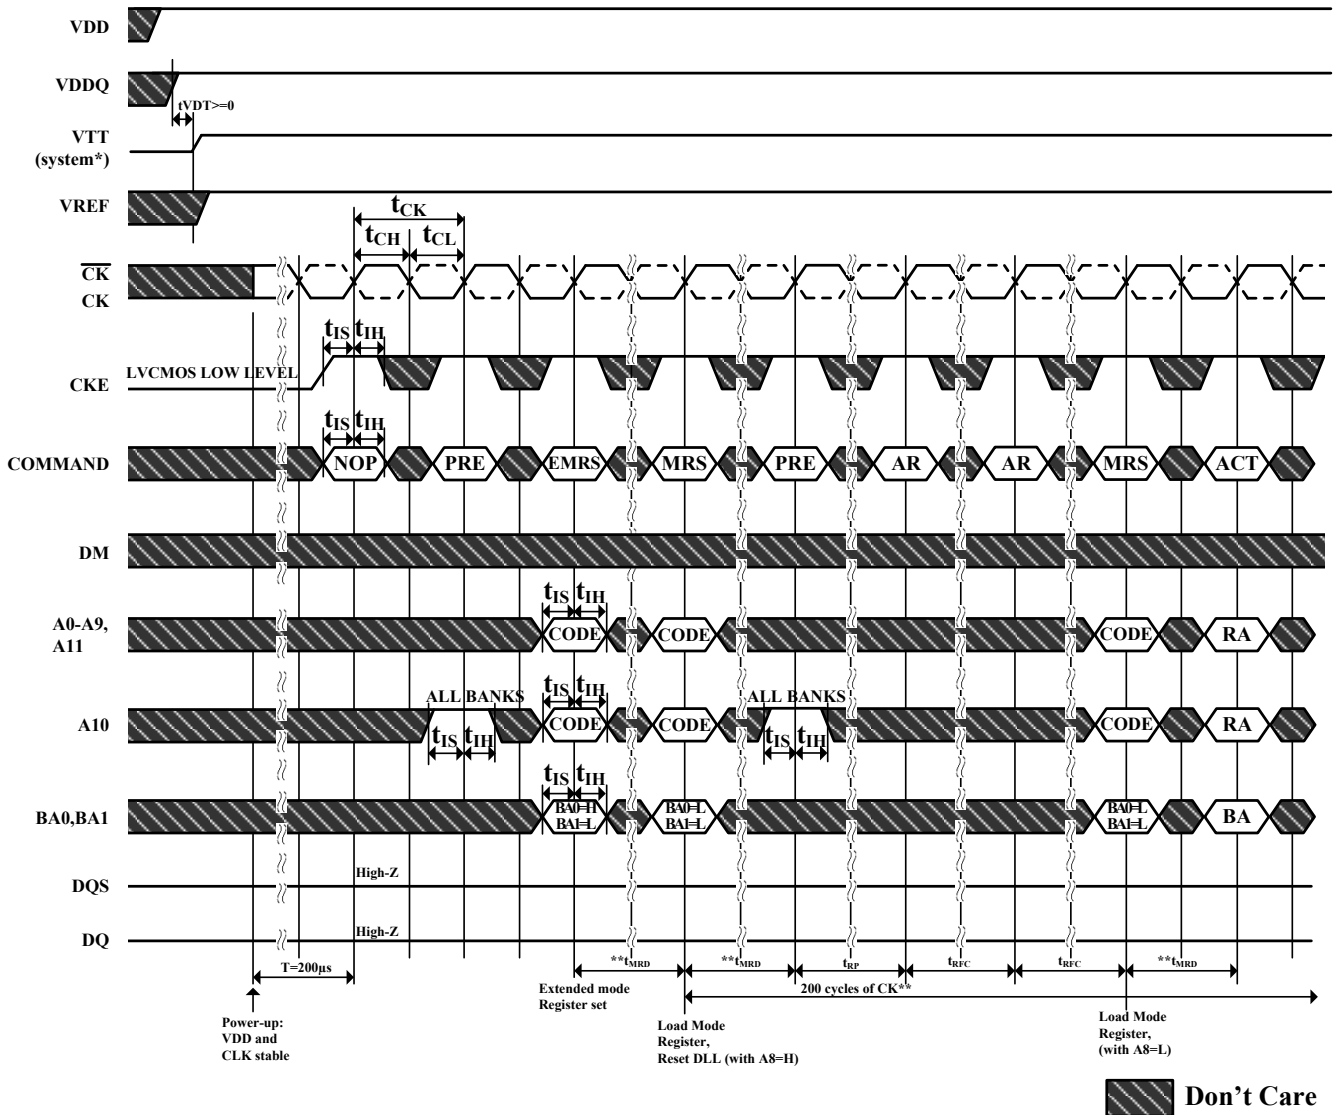 VDD
VDDQ
tVDT>=0
VTT
(system*)
VREF
tCK
tCH tCL
CK
CK
tIS tIH
LVCMOS LOW LEVEL
CKE
tIS tIH
COMMAND NOP PRE EMRS MRS PRE AR AR MRS ACT
DM
tIS tIH
A0-A9,
A11
CODE CODE CODE RA
ALL BANKS tIS tIH ALL BANKS
A10 CODE CODE CODE RA
tIS tIH tIS tIH
tIS tIH
BA0,BA1
BA0=H BA0=L BA0=L
BA1=L BA1=L BA1=L
BA
High-Z
DQS
High-Z
DQ
T=200µs **tMRD **tMRD tRP tRFC tRFC **tMRD
200 cycles of CK**
Extended mode
Register set
Power-up:
VDD and
CLK stable
Load Mode
Register,
Reset DLL (with A8=H)
Load Mode
Register,
(with A8=L)
Don't Care